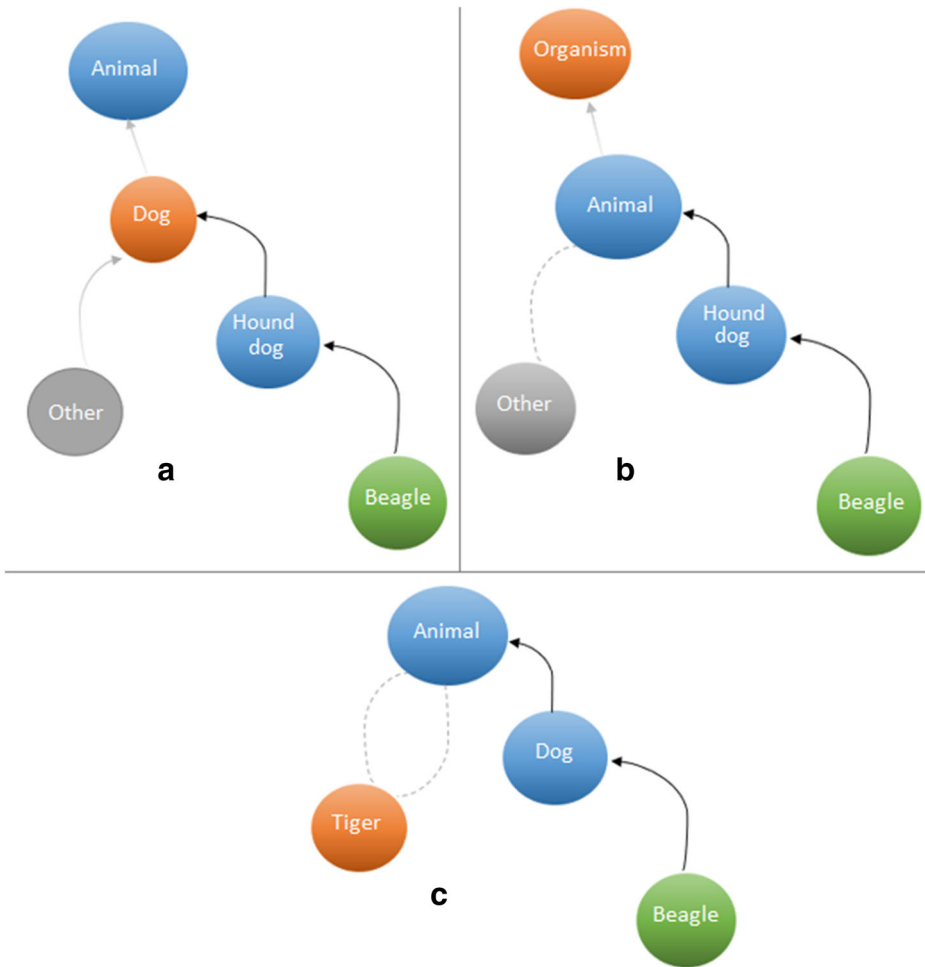 Animal
Dog
Hound
dog
Other
Beagle
a
Organism
Animal
Hound
dog
Other
Beagle
b
Animal
Dog
Tiger
Beagle
c